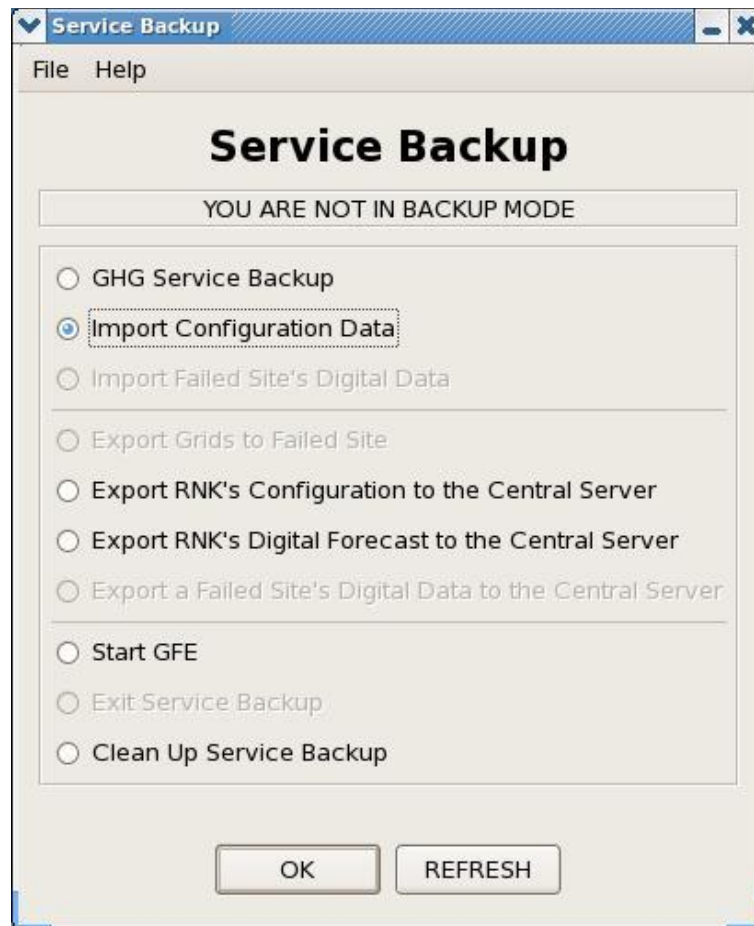 Service Backup
File Help
Service Backup
YOU ARE NOT IN BACKUP MODE
GHG Service Backup
Import Configuration Data
Import Failed Site's Digital Data
Export Grids to Failed Site
Export RNK's Configuration to the Central Server
Export RNK's Digital Forecast to the Central Server
Export a Failed Site's Digital Data to the Central Server
Start GFE
Exit Service Backup
Clean Up Service Backup
OK REFRESH